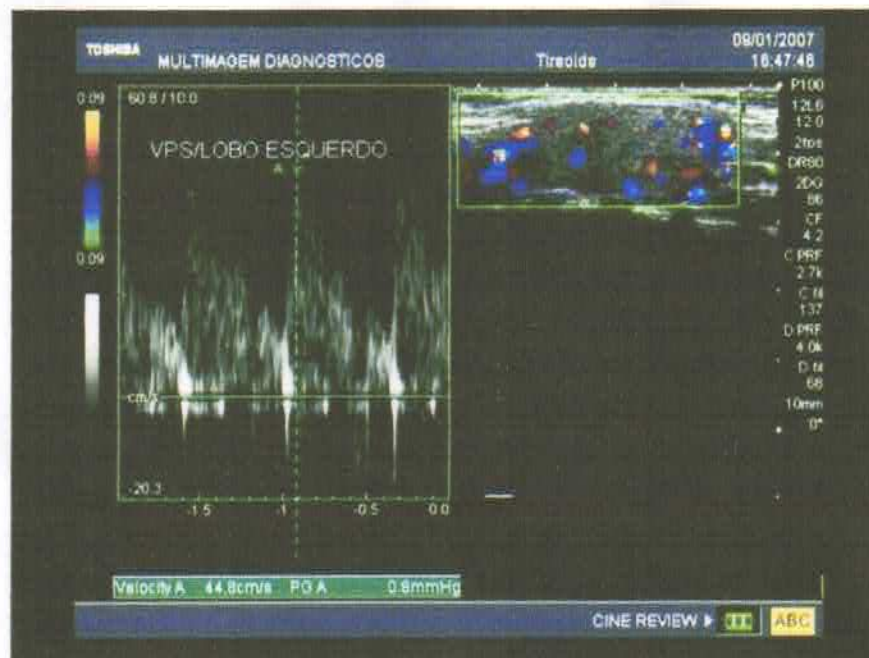 TOSHIBA
MULTIMAGEM DIAGNOSTICOS
Tireoide
09/01/2007
16:47:46
0.09
0.09
60.8 / 10.0
VPS/LOBO ESQUERDO
A
cm/s
-20.3
-1.5
-1
-0.5
0.0
P100
12L6
12.0
2fps
DR80
2DG
86
CF
4.2
C PRF
2.7k
C N
137
D PRF
4.0k
D N
68
10mm
0°
Velocity A 44.8cm/s PG A 0.8mmHg
CINE REVIEW
ABC